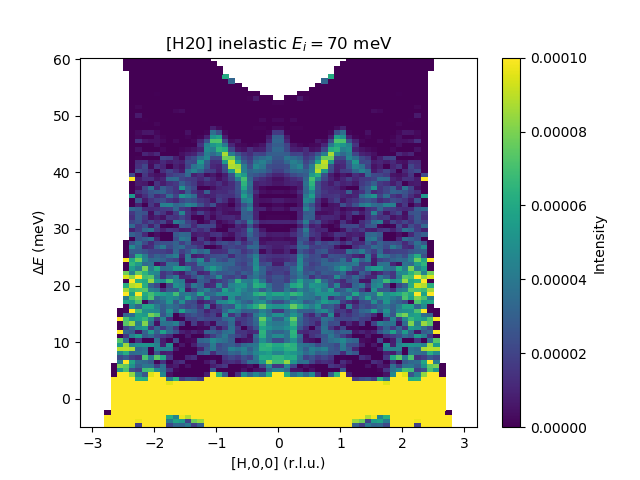 [H20] inelastic $E_i = 70$ meV
60
50
40
30
20
10
0
ΔE (meV)
−3 −2 −1 0 1 2 3
[H,0,0] (r.l.u.)
0.00010
0.00008
0.00006
0.00004
0.00002
0.00000
Intensity